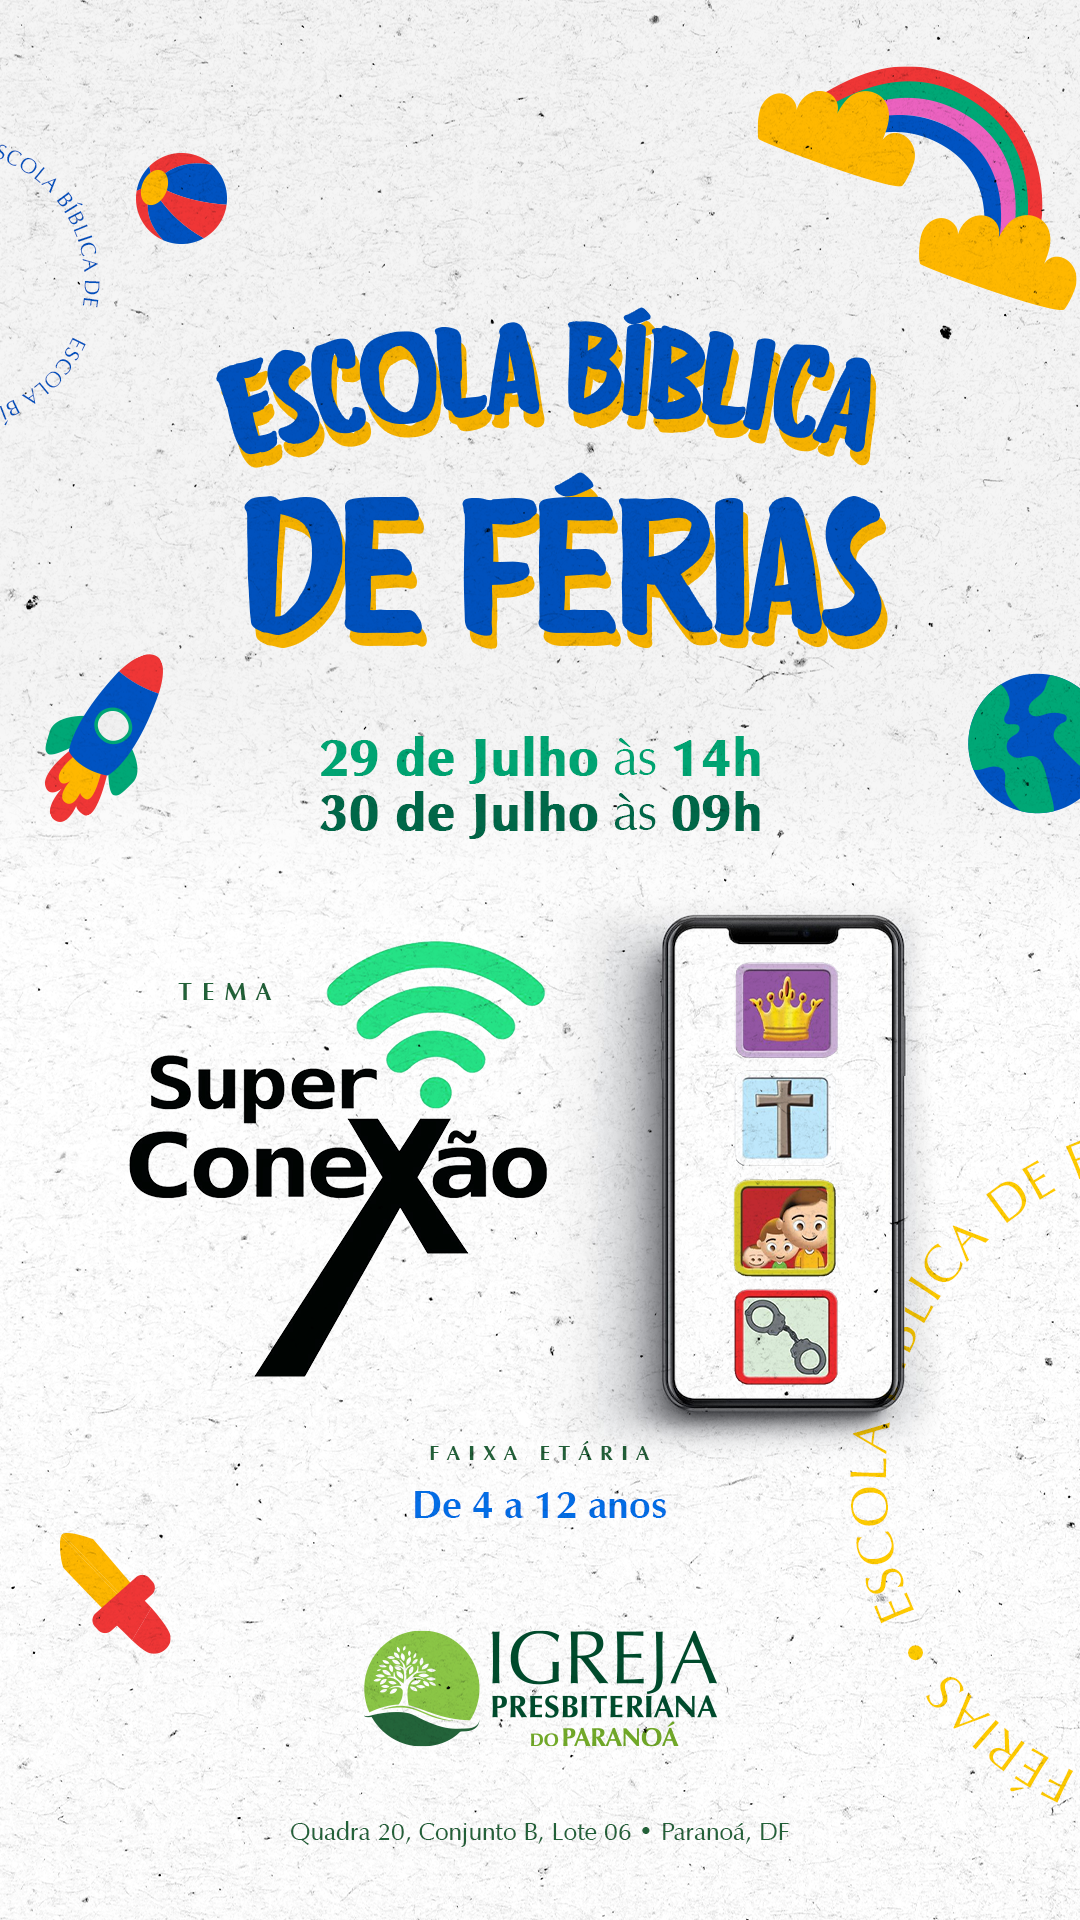 ESCOLA BÍBLICA DE
ESCOLA BÍ
ESCOLA BÍBLICA
DE FÉRIAS
29 de Julho às 14h
30 de Julho às 09h
TEMA
Super
ConeXão
BLICA DE F
ESCOLA
• FÉRIAS
FAIXA ETÁRIA
De 4 a 12 anos
IGREJA
PRESBITERIANA
DO PARANOÁ
Quadra 20, Conjunto B, Lote 06 • Paranoá, DF